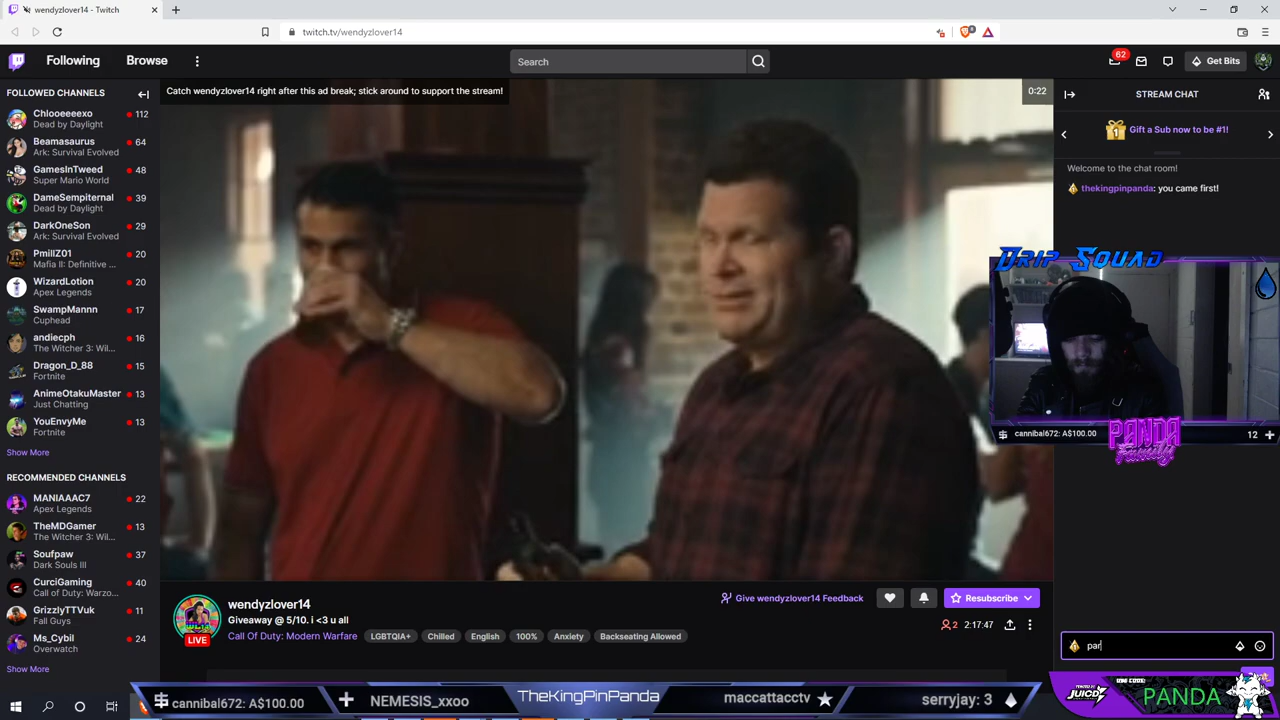 wendyzlover14 - Twitch
twitch.tv/wendyzlover14
Following
Browse
Search
62
Get Bits
FOLLOWED CHANNELS
Chlooeeeexo
112
Dead by Daylight
Beamasaurus
64
Ark: Survival Evolved
GamesInTweed
48
Super Mario World
DameSempiternal
39
Dead by Daylight
DarkOneSon
29
Ark: Survival Evolved
PmillZ01
20
Mafia II: Definitive ...
WizardLotion
20
Apex Legends
SwampMannn
17
Cuphead
andiecph
16
The Witcher 3: Wil...
Dragon_D_88
15
Fortnite
AnimeOtakuMaster
13
Just Chatting
YouEnvyMe
13
Fortnite
Show More
RECOMMENDED CHANNELS
MANIAAAC7
22
Apex Legends
TheMDGamer
13
The Witcher 3: Wil...
Soufpaw
37
Dark Souls III
CurciGaming
40
Call of Duty: Warzo...
GrizzlyTTVuk
11
Fall Guys
Ms_Cybil
24
Overwatch
Show More
Catch wendyzlover14 right after this ad break; stick around to support the stream!
0:22
WL14
LIVE
wendyzlover14
Giveaway @ 5/10. i <3 u all
Call Of Duty: Modern Warfare
LGBTQIA+
Chilled
English
100%
Anxiety
Backseating Allowed
Give wendyzlover14 Feedback
Resubscribe
2
2:17:47
STREAM CHAT
1
Gift a Sub now to be #1!
Welcome to the chat room!
thekingpinpanda: you came first!
Drip Squad
cannibal672: A$100.00
12
PANDA
Family
par
cannibal672: A$100.00
NEMESIS_xxoo
TheKingPinPanda
maccattacctv
serryjay: 3
JUICD
USE CODE:
PANDA